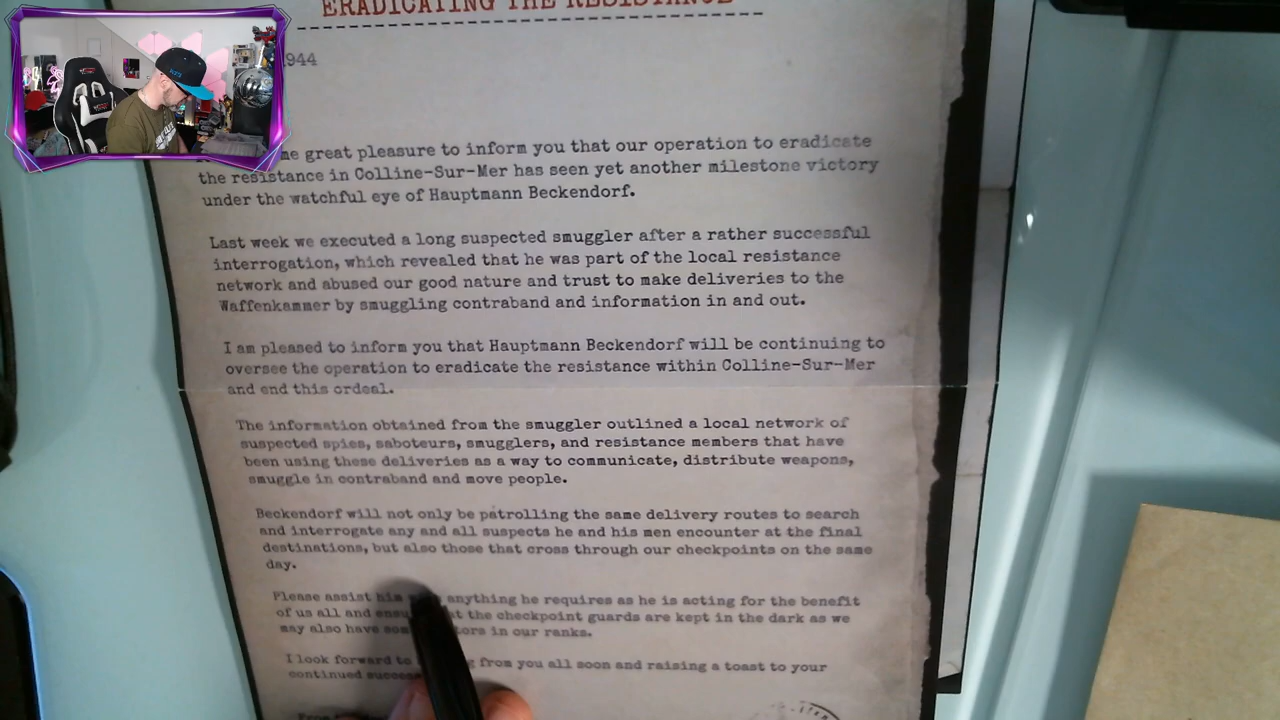 ERADICATING THE RESISTANCE
944
me great pleasure to inform you that our operation to eradicate
the resistance in Colline-Sur-Mer has seen yet another milestone victory
under the watchful eye of Hauptmann Beckendorf.
Last week we executed a long suspected smuggler after a rather successful
interrogation, which revealed that he was part of the local resistance
network and abused our good nature and trust to make deliveries to the
Waffenkammer by smuggling contraband and information in and out.
I am pleased to inform you that Hauptmann Beckendorf will be continuing to
oversee the operation to eradicate the resistance within Colline-Sur-Mer
and end this ordeal.
The information obtained from the smuggler outlined a local network of
suspected spies, saboteurs, smugglers, and resistance members that have
been using these deliveries as a way to communicate, distribute weapons,
smuggle in contraband and move people.
Beckendorf will not only be patrolling the same delivery routes to search
and interrogate any and all suspects he and his men encounter at the final
destinations, but also those that cross through our checkpoints on the same
day.
Please assist him anything he requires as he is acting for the benefit
of us all and the checkpoint guards are kept in the dark as we
may also have in our ranks.
I look forward to from you all soon and raising a toast to your
continued